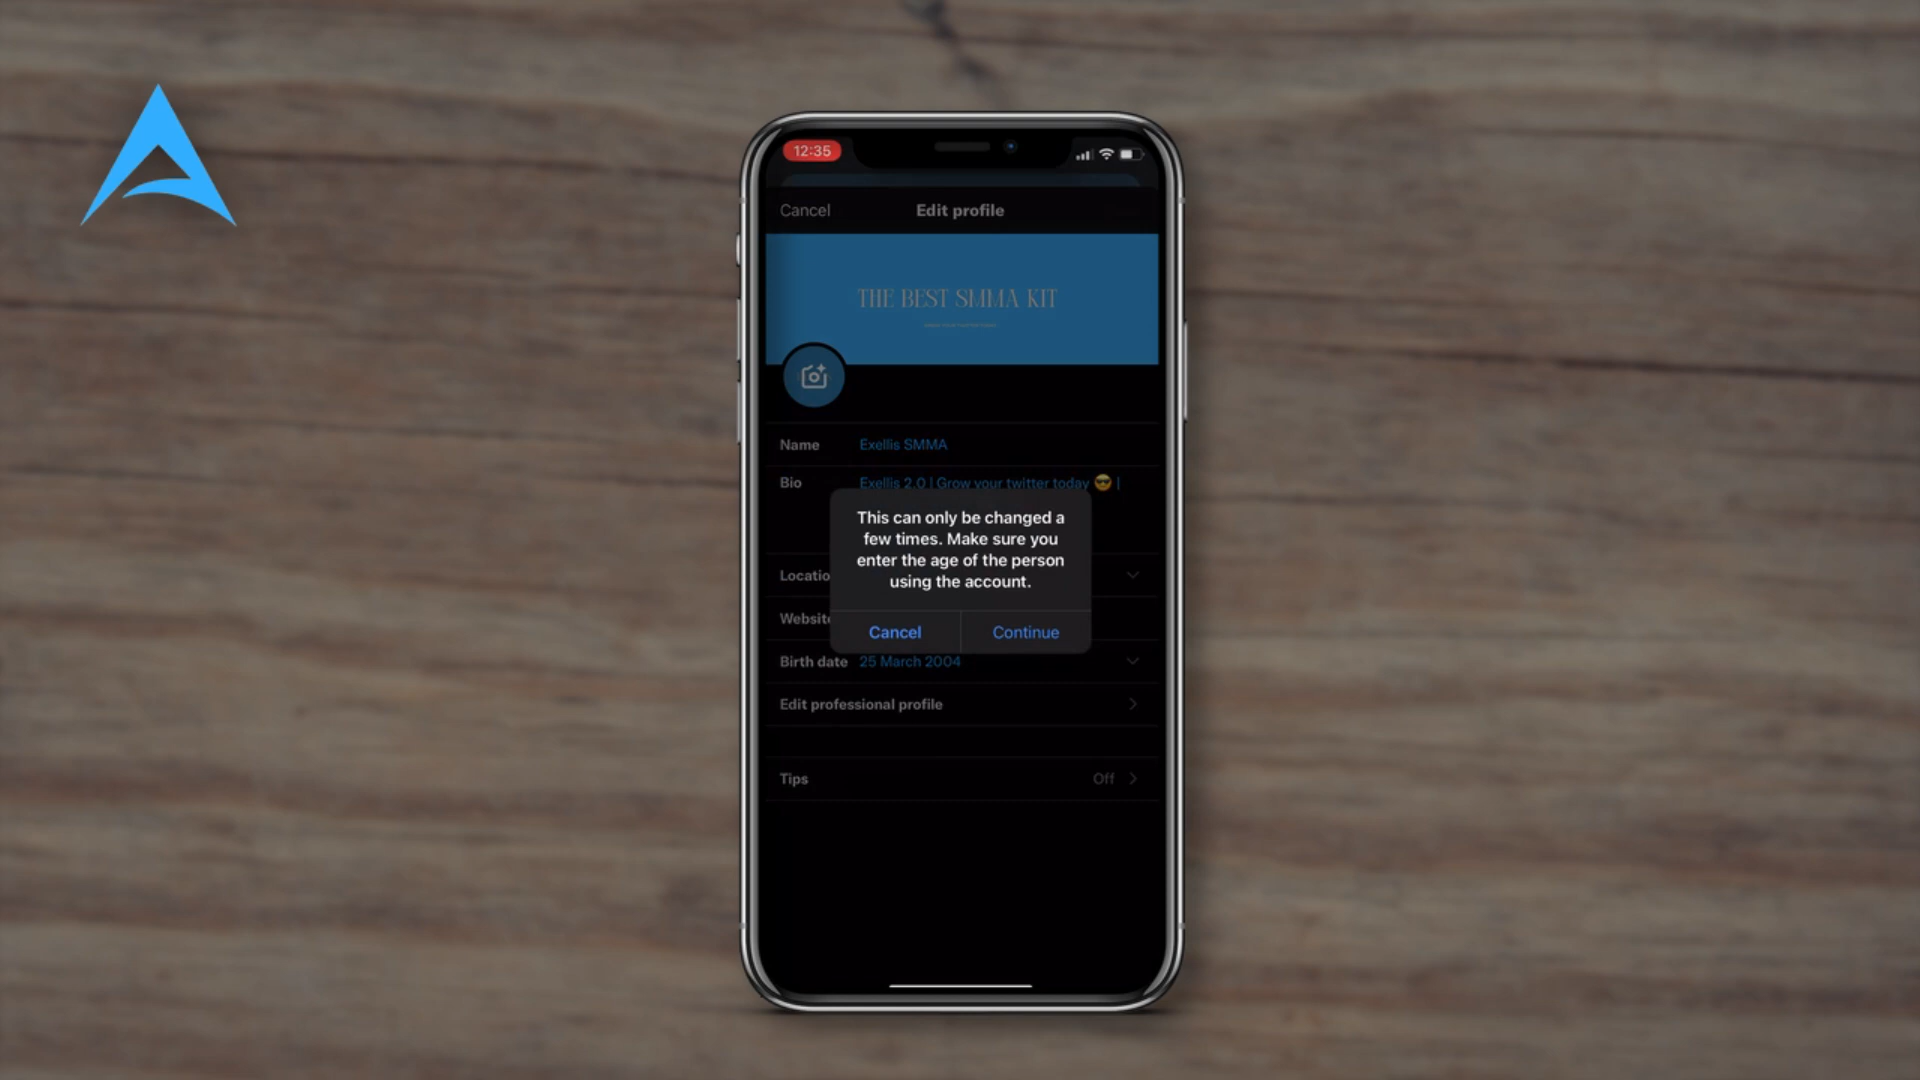 12:35
Cancel
Edit profile
THE BEST SMMA KIT
Name
Exellis SMMA
Bio
Exellis 2.0 | Grow your twitter today 😎 |
This can only be changed a
few times. Make sure you
enter the age of the person
using the account.
Locatio
Website
Cancel
Continue
Birth date
25 March 2004
Edit professional profile
Tips
Off